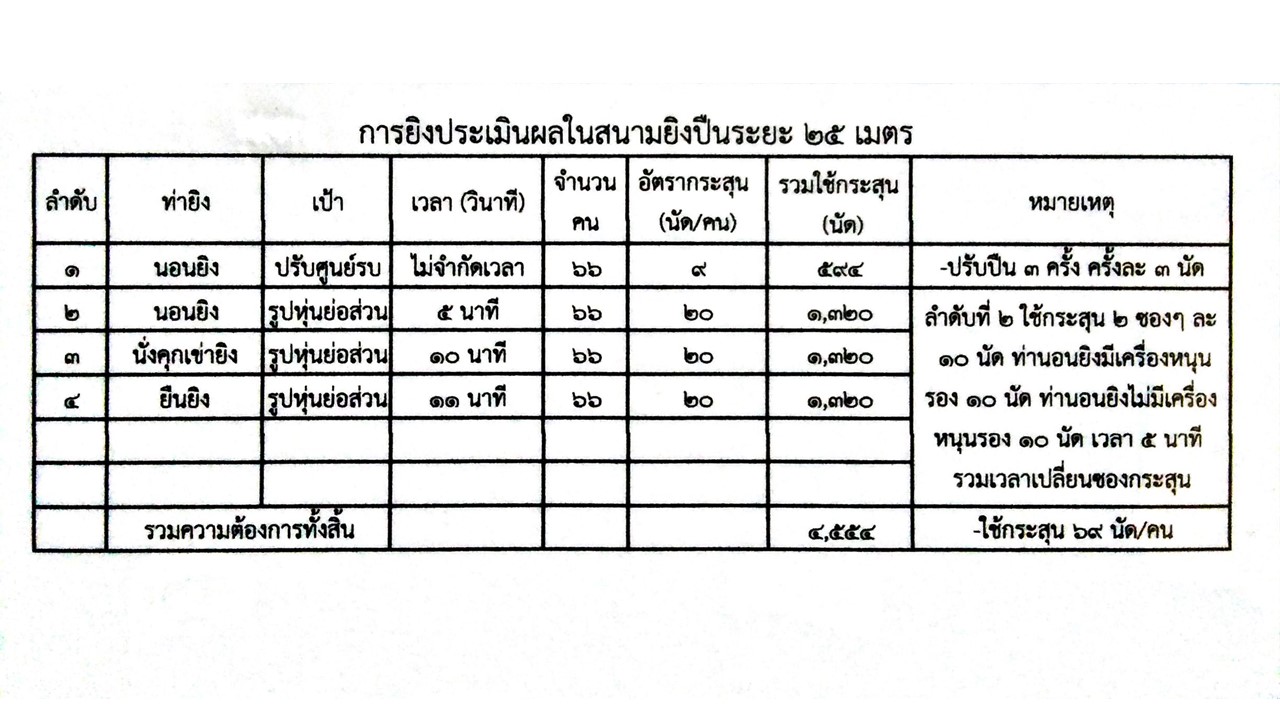 การยิงประเมินผลในสนามยิงปืนระยะ ๒๕ เมตร
ลำดับ ท่ายิง เป้า เวลา (วินาที) จำนวน คน อัตรากระสุน (นัด/คน) รวมใช้กระสุน (นัด) หมายเหตุ
๑ นอนยิง ปรับศูนย์รบ ไม่จำกัดเวลา ๖๖ ๙ ๕๙๔ -ปรับปืน ๓ ครั้ง ครั้งละ ๓ นัด
๒ นอนยิง รูปหุ่นย่อส่วน ๕ นาที ๖๖ ๒๐ ๑,๓๒๐
๓ นั่งคุกเข่ายิง รูปหุ่นย่อส่วน ๑๐ นาที ๖๖ ๒๐ ๑,๓๒๐
๔ ยืนยิง รูปหุ่นย่อส่วน ๑๑ นาที ๖๖ ๒๐ ๑,๓๒๐
ลำดับที่ ๒ ใช้กระสุน ๒ ซองๆ ละ
๑๐ นัด ท่านอนยิงมีเครื่องหนุน
รอง ๑๐ นัด ท่านอนยิงไม่มีเครื่อง
หนุนรอง ๑๐ นัด เวลา ๕ นาที
รวมเวลาเปลี่ยนซองกระสุน
รวมความต้องการทั้งสิ้น ๔,๕๕๔ -ใช้กระสุน ๖๙ นัด/คน